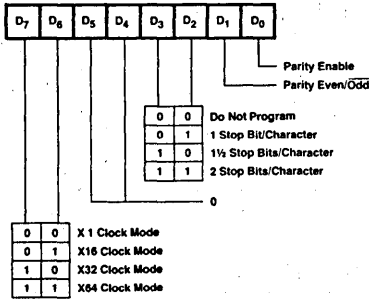 D7 D6 D5 D4 D3 D2 D1 D0
Parity Enable
Parity Even/Odd
0 0 Do Not Program
0 1 1 Stop Bit/Character
1 0 1½ Stop Bits/Character
1 1 2 Stop Bits/Character
0
0 0 X 1 Clock Mode
0 1 X16 Clock Mode
1 0 X32 Clock Mode
1 1 X64 Clock Mode